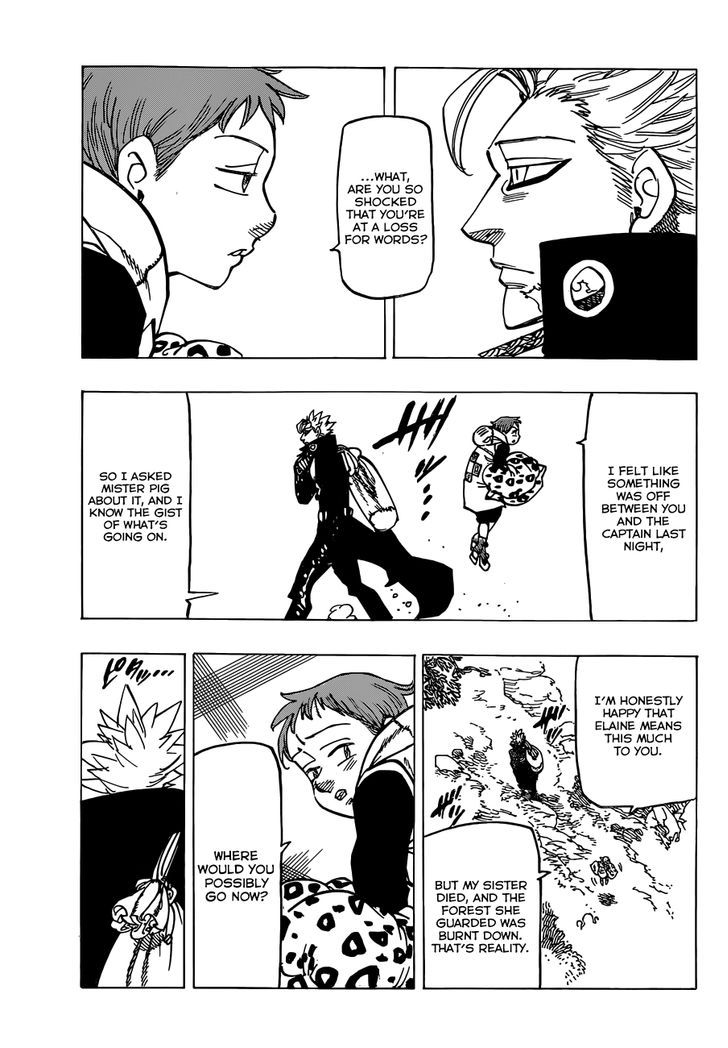 ...WHAT,
ARE YOU SO
SHOCKED
THAT YOU'RE
AT A LOSS
FOR WORDS?
I FELT LIKE
SOMETHING
WAS OFF
BETWEEN YOU
AND THE
CAPTAIN LAST
NIGHT,
SO I ASKED
MISTER PIG
ABOUT IT, AND I
KNOW THE GIST
OF WHAT'S
GOING ON.
I'M HONESTLY
HAPPY THAT
ELAINE MEANS
THIS MUCH
TO YOU.
BUT MY SISTER
DIED, AND THE
FOREST SHE
GUARDED WAS
BURNT DOWN.
THAT'S REALITY.
WHERE
WOULD YOU
POSSIBLY
GO NOW?